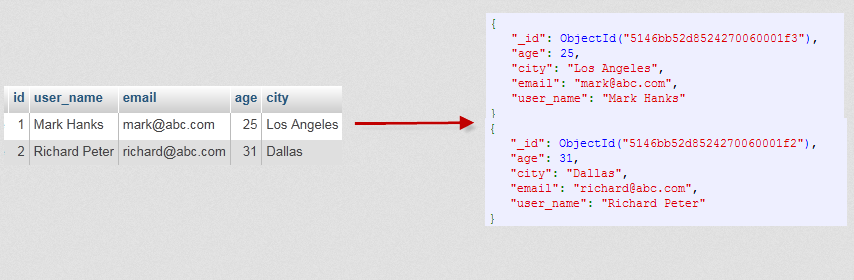 id user_name email age city
1 Mark Hanks mark@abc.com 25 Los Angeles
2 Richard Peter richard@abc.com 31 Dallas
{
"_id": ObjectId("5146bb52d8524270060001f3"),
"age": 25,
"city": "Los Angeles",
"email": "mark@abc.com",
"user_name": "Mark Hanks"
}
{
"_id": ObjectId("5146bb52d8524270060001f2"),
"age": 31,
"city": "Dallas",
"email": "richard@abc.com",
"user_name": "Richard Peter"
}